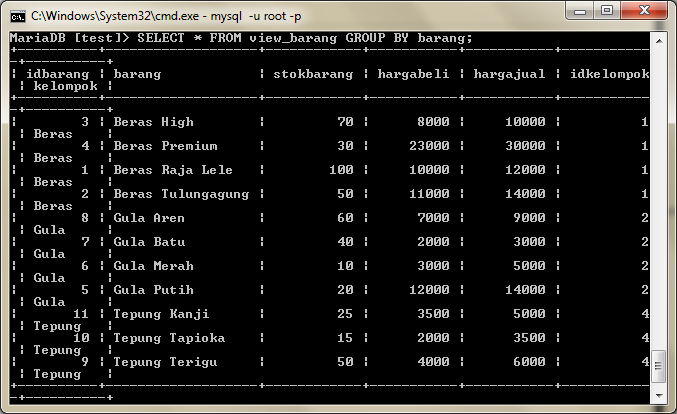 C:\Windows\System32\cmd.exe - mysql  -u root -p
MariaDB [test]> SELECT * FROM view_barang GROUP BY barang;
+----------+-------------------+------------+-----------+-----------+------------
-+----------+
| idbarang | barang            | stokbarang | hargabeli | hargajual | idkelompok
 | kelompok |
+----------+-------------------+------------+-----------+-----------+------------
-+----------+
|        3 | Beras High        |         70 |      8000 |     10000 |          1
 | Beras    |
|        4 | Beras Premium     |         30 |     23000 |     30000 |          1
 | Beras    |
|        1 | Beras Raja Lele   |        100 |     10000 |     12000 |          1
 | Beras    |
|        2 | Beras Tulungagung |         50 |     11000 |     14000 |          1
 | Beras    |
|        8 | Gula Aren         |         60 |      7000 |      9000 |          2
 | Gula     |
|        7 | Gula Batu         |         40 |      2000 |      3000 |          2
 | Gula     |
|        6 | Gula Merah        |         10 |      3000 |      5000 |          2
 | Gula     |
|        5 | Gula Putih        |         20 |     12000 |     14000 |          2
 | Gula     |
|       11 | Tepung Kanji      |         25 |      3500 |      5000 |          4
 | Tepung   |
|       10 | Tepung Tapioka    |         15 |      2000 |      3500 |          4
 | Tepung   |
|        9 | Tepung Terigu     |         50 |      4000 |      6000 |          4
 | Tepung   |
+----------+-------------------+------------+-----------+-----------+------------
-+----------+